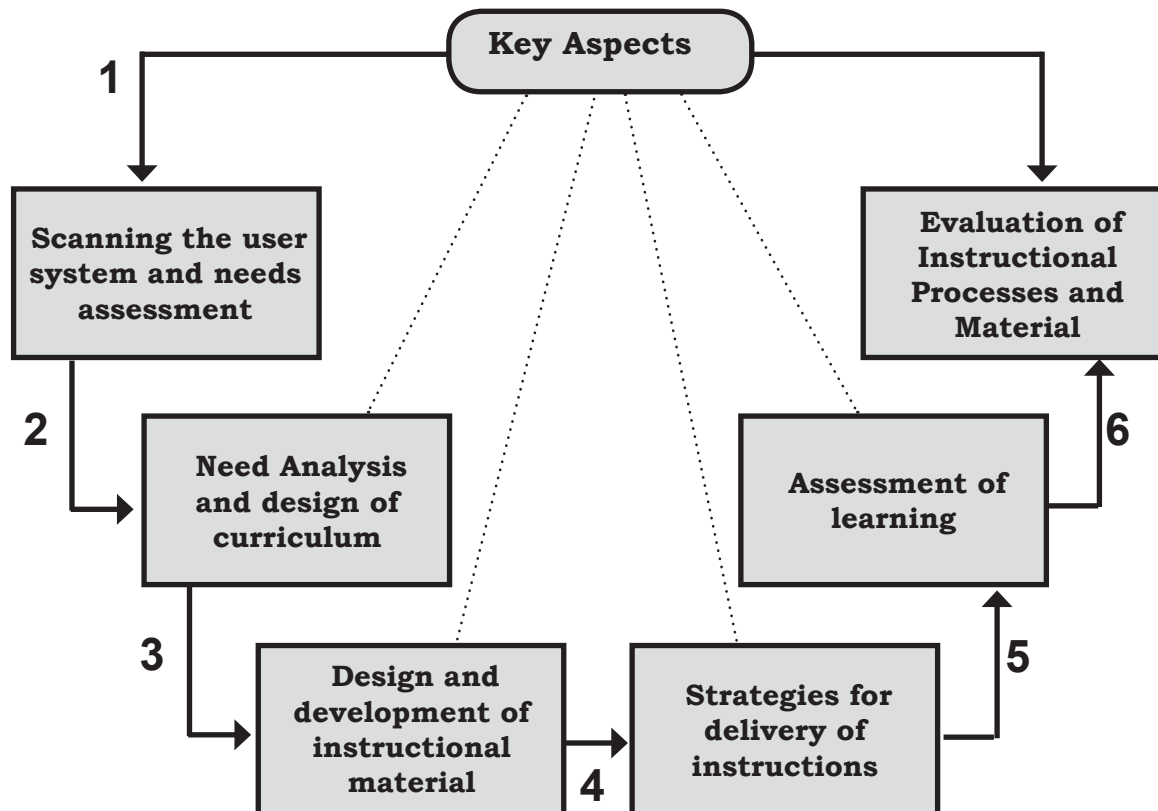 Key Aspects
1
Scanning the user
system and needs
assessment
2
Need Analysis
and design of
curriculum
3
Design and
development of
instructional
material
4
Strategies for
delivery of
instructions
5
Assessment of
learning
6
Evaluation of
Instructional
Processes and
Material